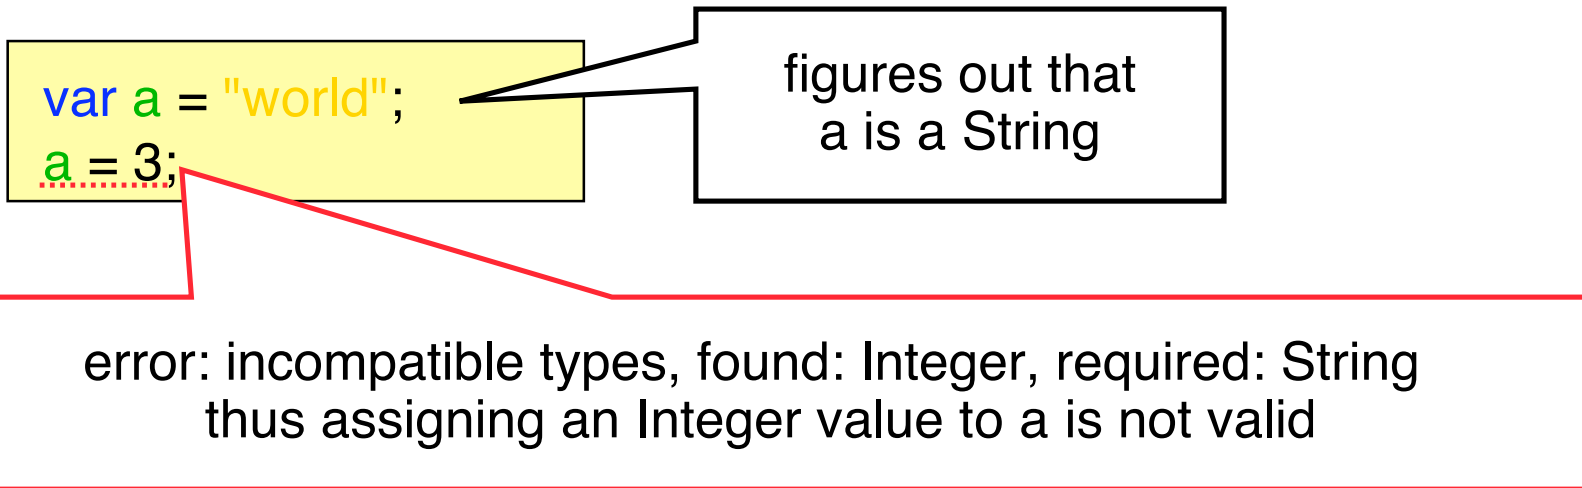 var a = "world";
a = 3;
figures out that
a is a String
error: incompatible types, found: Integer, required: String
thus assigning an Integer value to a is not valid